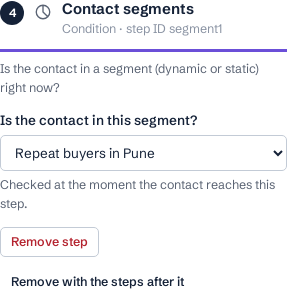 4
Contact segments
Condition · step ID segment1
Is the contact in a segment (dynamic or static)
right now?
Is the contact in this segment?
Repeat buyers in Pune
Checked at the moment the contact reaches this
step.
Remove step
Remove with the steps after it